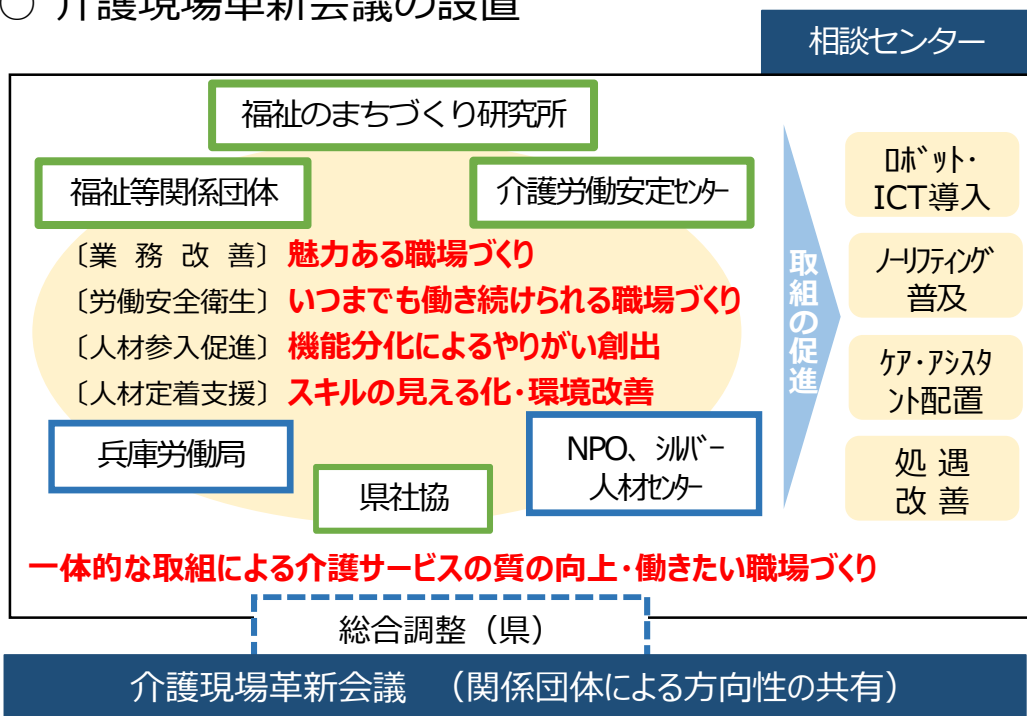 ○ 介護現場革新会議の設置
相談センター
福祉のまちづくり研究所
福祉等関係団体
介護労働安定ｾﾝﾀｰ
〔業 務 改 善〕 魅力ある職場づくり
〔労働安全衛生〕 いつまでも働き続けられる職場づくり
〔人材参入促進〕 機能分化によるやりがい創出
〔人材定着支援〕 スキルの見える化・環境改善
兵庫労働局
県社協
NPO、ｼﾙﾊﾞｰ
人材ｾﾝﾀｰ
取組の促進
ﾛﾎﾞｯﾄ・
ICT導入
ﾉｰﾘﾌﾃｨﾝｸﾞ
普及
ｹｱ・ｱｼｽﾀ
ﾝﾄ配置
処 遇
改 善
一体的な取組による介護サービスの質の向上・働きたい職場づくり
総合調整（県）
介護現場革新会議 （関係団体による方向性の共有）